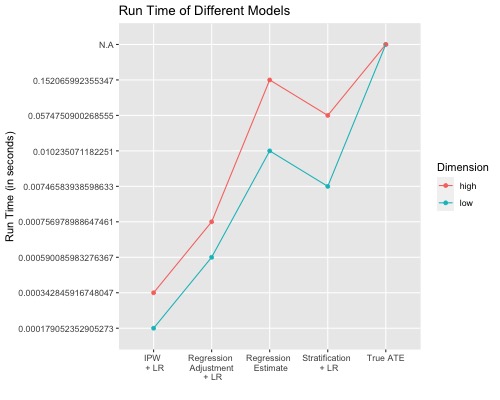 Run Time of Different Models
Run Time (in seconds)
N.A
0.152065992355347
0.0574750900268555
0.010235071182251
0.00746583938598633
0.000756978988647461
0.000590085983276367
0.000342845916748047
0.000179052352905273
IPW
+ LR
Regression
Adjustment
+ LR
Regression
Estimate
Stratification
+ LR
True ATE
Dimension
high
low